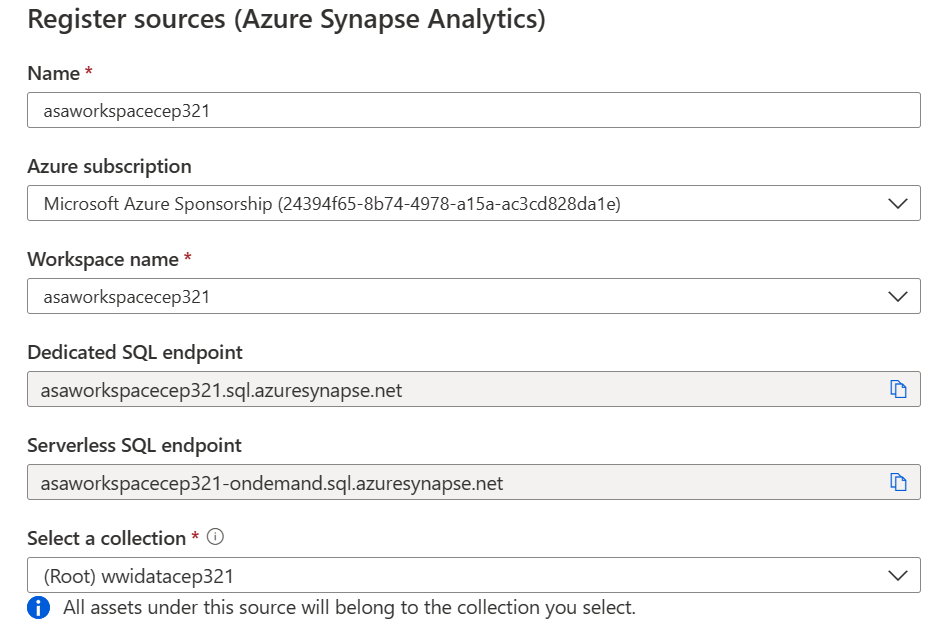 Register sources (Azure Synapse Analytics)
Name *
asaworkspacecep321
Azure subscription
Microsoft Azure Sponsorship (24394f65-8b74-4978-a15a-ac3cd828da1e)
Workspace name *
asaworkspacecep321
Dedicated SQL endpoint
asaworkspacecep321.sql.azuresynapse.net
Serverless SQL endpoint
asaworkspacecep321-ondemand.sql.azuresynapse.net
Select a collection *
(Root) wwidatacep321
All assets under this source will belong to the collection you select.